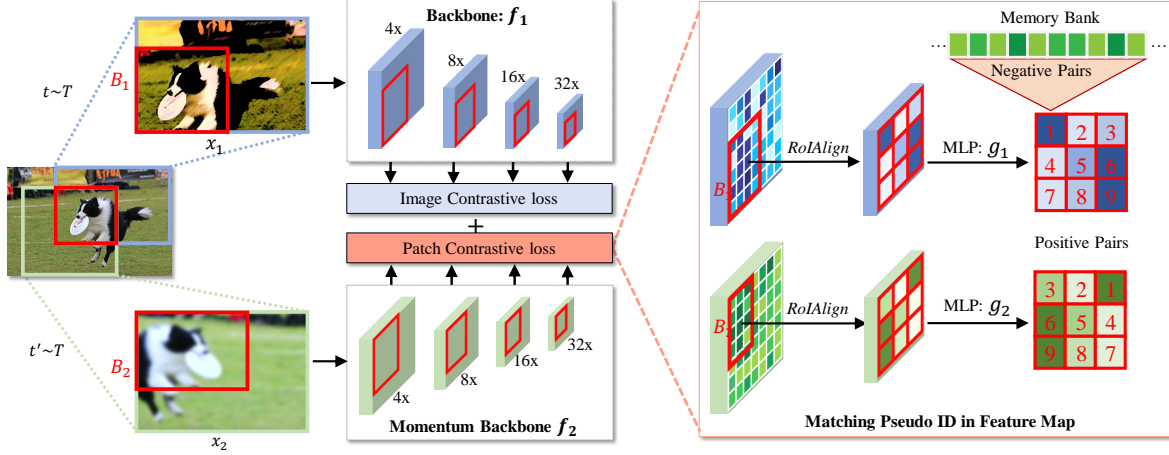 Backbone: f1
4x
8x
16x
32x
B1
t~T
x1
Image Contrastive loss
+
Patch Contrastive loss
t'~T
B2
x2
4x
8x
16x
32x
Momentum Backbone f2
Memory Bank
... ...
Negative Pairs
RoIAlign
MLP: g1
B
1 2 3
4 5 6
7 8 9
Positive Pairs
RoIAlign
MLP: g2
B
3 2 1
6 5 4
9 8 7
Matching Pseudo ID in Feature Map